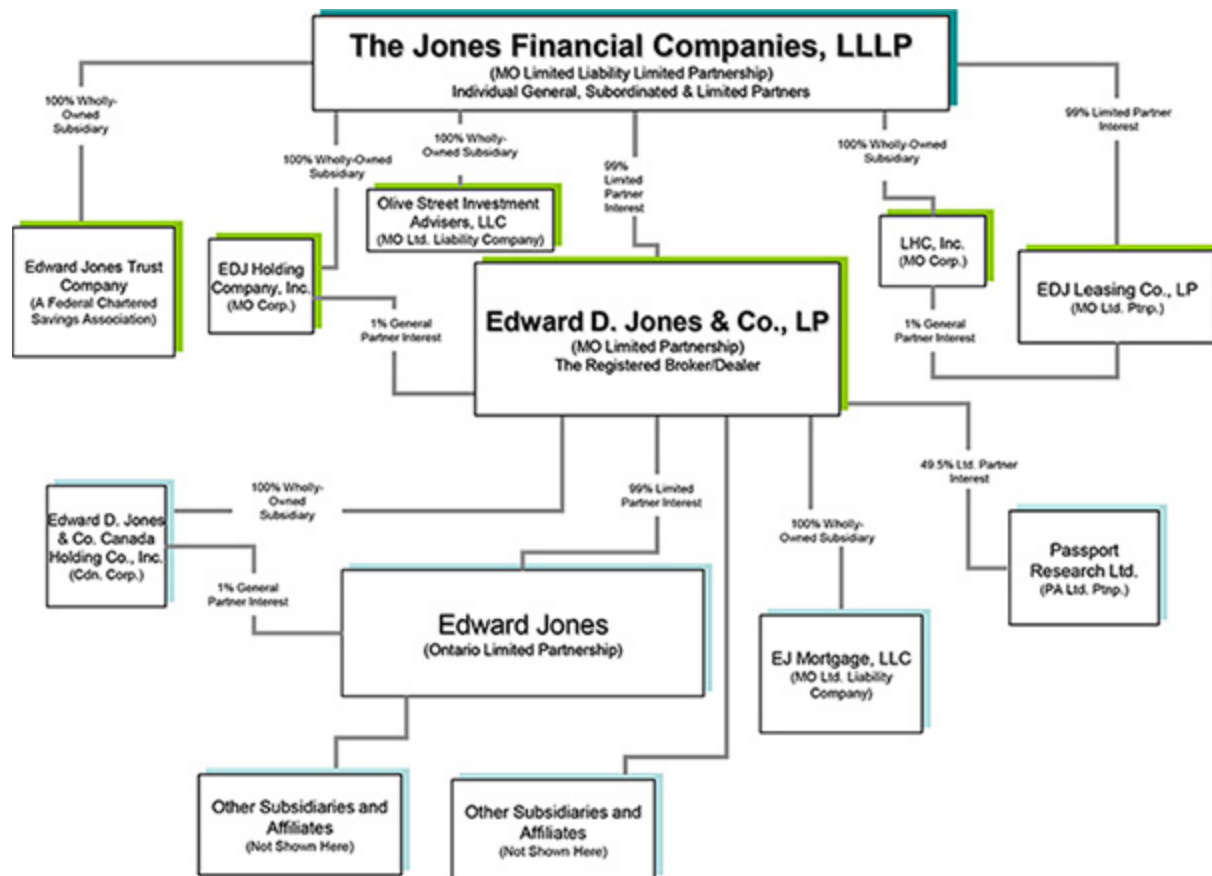 The Jones Financial Companies, LLLP
(MO Limited Liability Limited Partnership)
Individual General, Subordinated & Limited Partners
100% Wholly-
Owned
Subsidiary
100% Wholly-Owned
Subsidiary
100% Wholly-
Owned Subsidiary
99%
Limited
Partner
Interest
100% Wholly-Owned
Subsidiary
99% Limited Partner
Interest
Edward Jones Trust
Company
(A Federal Chartered
Savings Association)
EDJ Holding
Company, Inc.
(MO Corp.)
Olive Street Investment
Advisers, LLC
(MO Ltd. Liability Company)
LHC, Inc.
(MO Corp.)
EDJ Leasing Co., LP
(MO Ltd. Ptnp.)
1% General
Partner Interest
Edward D. Jones & Co., LP
(MO Limited Partnership)
The Registered Broker/Dealer
1% General
Partner Interest
100% Wholly-
Owned
Subsidiary
99% Limited
Partner Interest
100% Wholly-
Owned Subsidiary
49.5% Ltd. Partner
Interest
Edward D. Jones
& Co. Canada
Holding Co., Inc.
(Cdn. Corp.)
1% General
Partner Interest
Edward Jones
(Ontario Limited Partnership)
EJ Mortgage, LLC
(MO Ltd. Liability
Company)
Passport
Research Ltd.
(PA Ltd. Ptnp.)
Other Subsidiaries and
Affiliates
(Not Shown Here)
Other Subsidiaries and
Affiliates
(Not Shown Here)